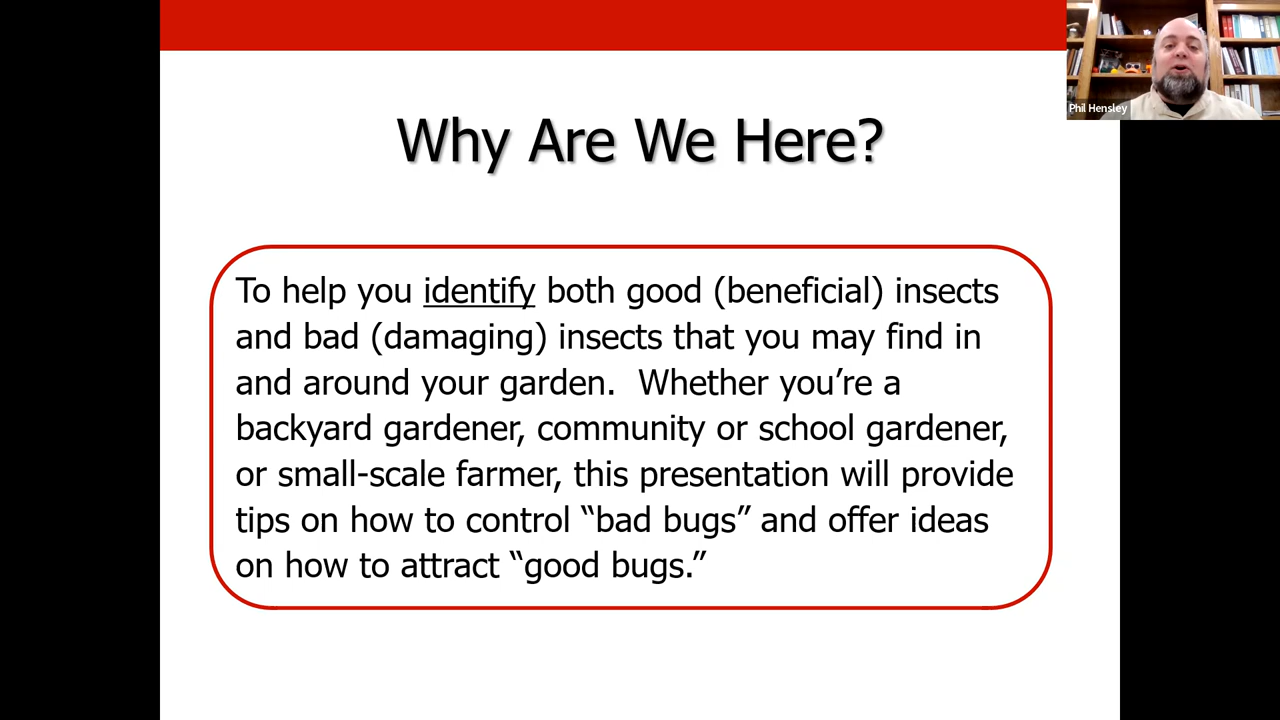 Why Are We Here?
Phil Hensley
To help you identify both good (beneficial) insects
and bad (damaging) insects that you may find in
and around your garden.  Whether you’re a
backyard gardener, community or school gardener,
or small-scale farmer, this presentation will provide
tips on how to control “bad bugs” and offer ideas
on how to attract “good bugs.”